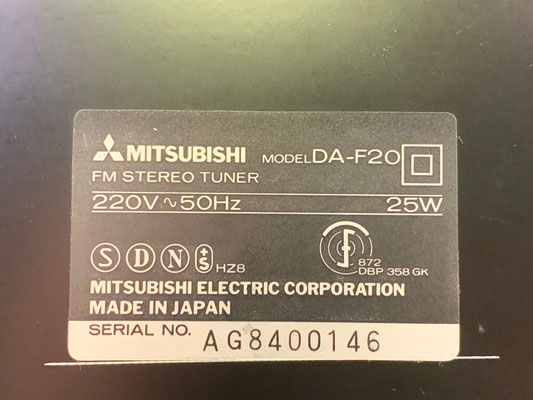 MITSUBISHI MODEL DA-F20
FM STEREO TUNER
220V~50Hz 25W
S D N +S HZ8
872
DBP 358 GK
MITSUBISHI ELECTRIC CORPORATION
MADE IN JAPAN
SERIAL NO. AG8400146